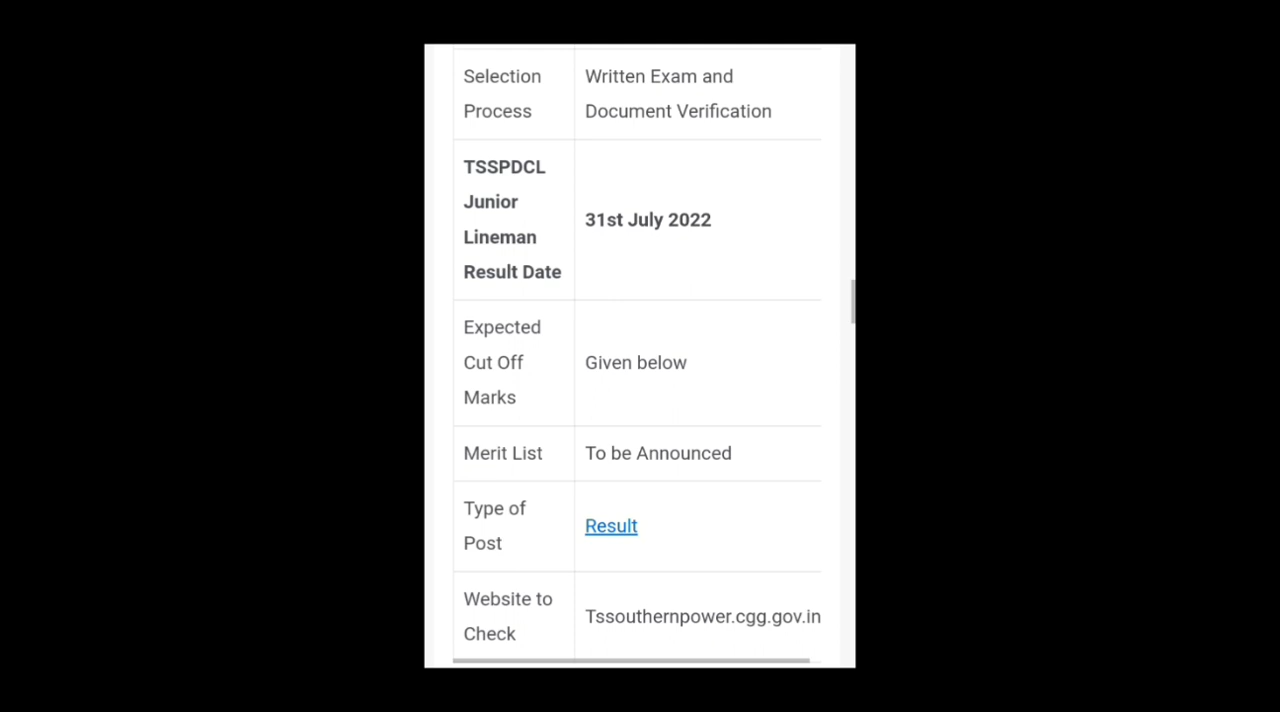 Selection
Process
Written Exam and
Document Verification
TSSPDCL
Junior
Lineman
Result Date
31st July 2022
Expected
Cut Off
Marks
Given below
Merit List
To be Announced
Type of
Post
Result
Website to
Check
Tssouthernpower.cgg.gov.in